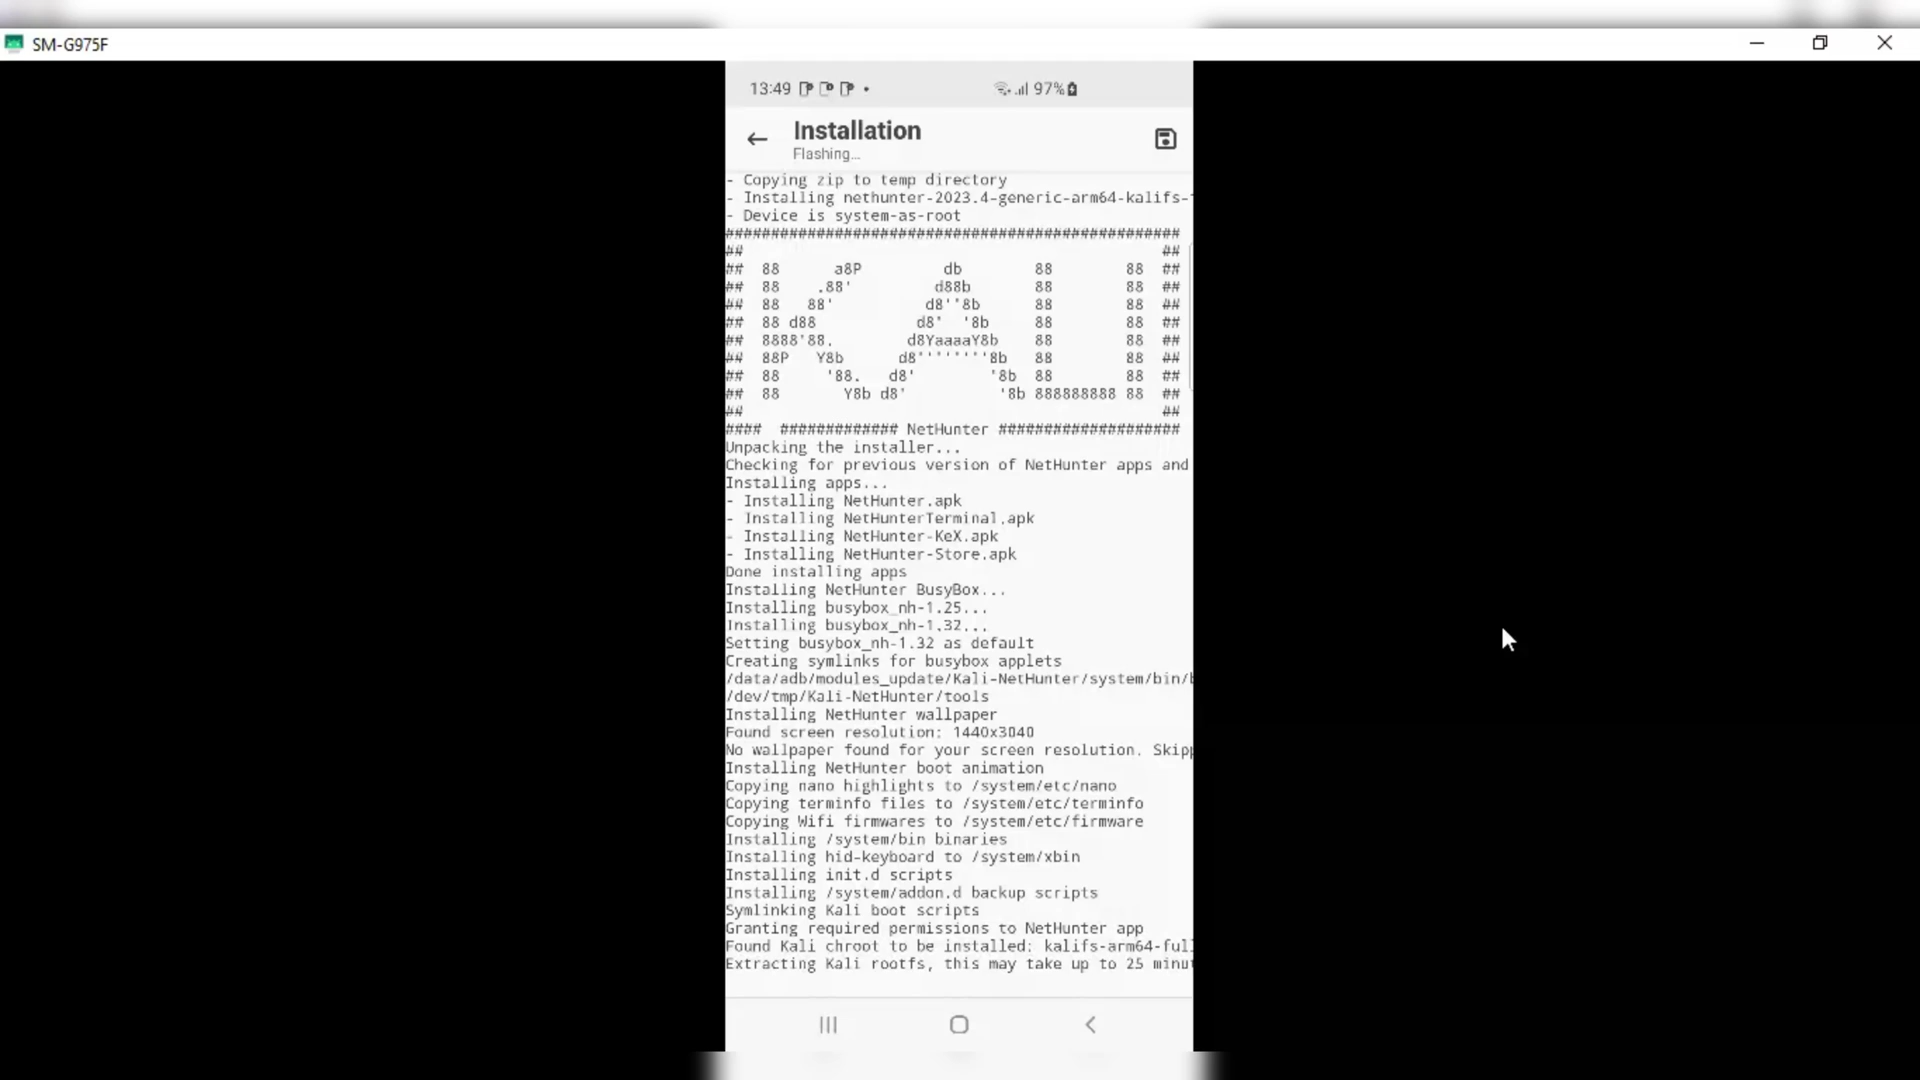 SM-G975F
13:49
97%
Installation
Flashing...
- Copying zip to temp directory
- Installing nethunter-2023.4-generic-arm64-kalifs-
- Device is system-as-root
##################################################
##                                              ##
##  88      a8P         db        88        88  ##
##  88    .88'         d88b       88        88  ##
##  88   88'          d8''8b      88        88  ##
##  88 d88           d8'  '8b     88        88  ##
##  8888'88.        d8YaaaaY8b    88        88  ##
##  88P   Y8b      d8''''''''8b   88        88  ##
##  88     '88.   d8'        '8b  88        88  ##
##  88       Y8b d8'          '8b 888888888 88  ##
##                                              ##
####  ############# NetHunter ####################
Unpacking the installer...
Checking for previous version of NetHunter apps and
Installing apps...
- Installing NetHunter.apk
- Installing NetHunterTerminal.apk
- Installing NetHunter-KeX.apk
- Installing NetHunter-Store.apk
Done installing apps
Installing NetHunter BusyBox...
Installing busybox_nh-1.25...
Installing busybox_nh-1.32...
Setting busybox_nh-1.32 as default
Creating symlinks for busybox applets
/data/adb/modules_update/Kali-NetHunter/system/bin/
/dev/tmp/Kali-NetHunter/tools
Installing NetHunter wallpaper
Found screen resolution: 1440x3040
No wallpaper found for your screen resolution. Skip
Installing NetHunter boot animation
Copying nano highlights to /system/etc/nano
Copying terminfo files to /system/etc/terminfo
Copying Wifi firmwares to /system/etc/firmware
Installing /system/bin binaries
Installing hid-keyboard to /system/xbin
Installing init.d scripts
Installing /system/addon.d backup scripts
Symlinking Kali boot scripts
Granting required permissions to NetHunter app
Found Kali chroot to be installed: kalifs-arm64-full
Extracting Kali rootfs, this may take up to 25 minu